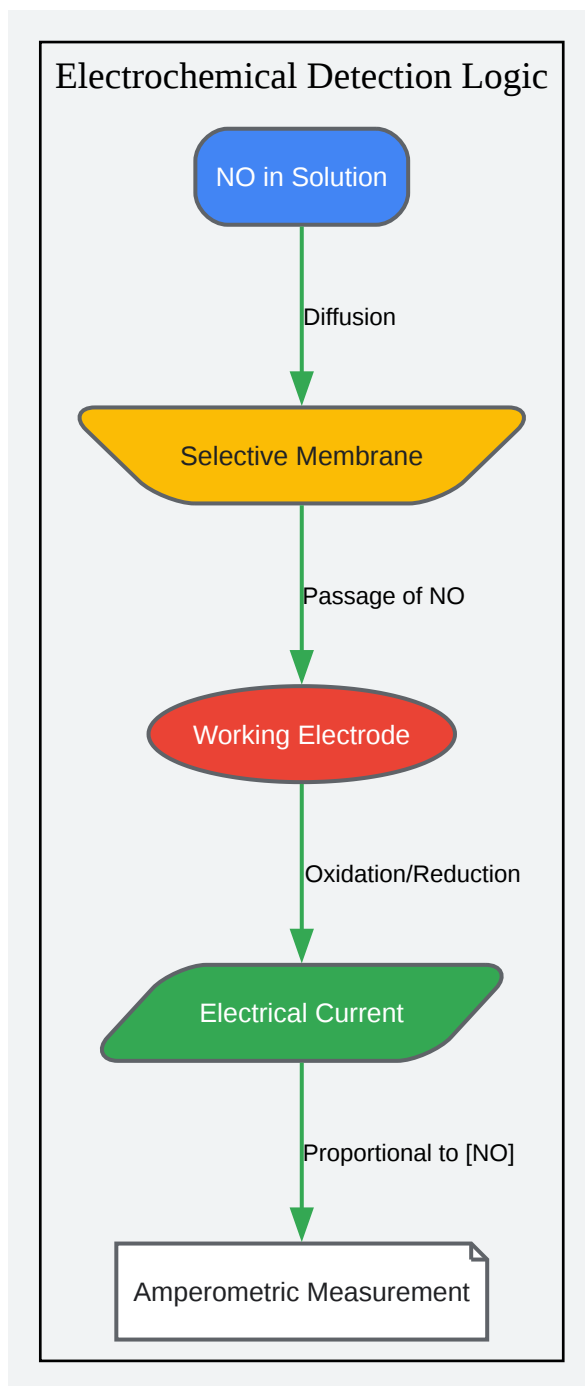 Electrochemical Detection Logic
NO in Solution
Diffusion
Selective Membrane
Passage of NO
Working Electrode
Oxidation/Reduction
Electrical Current
Proportional to [NO]
Amperometric Measurement